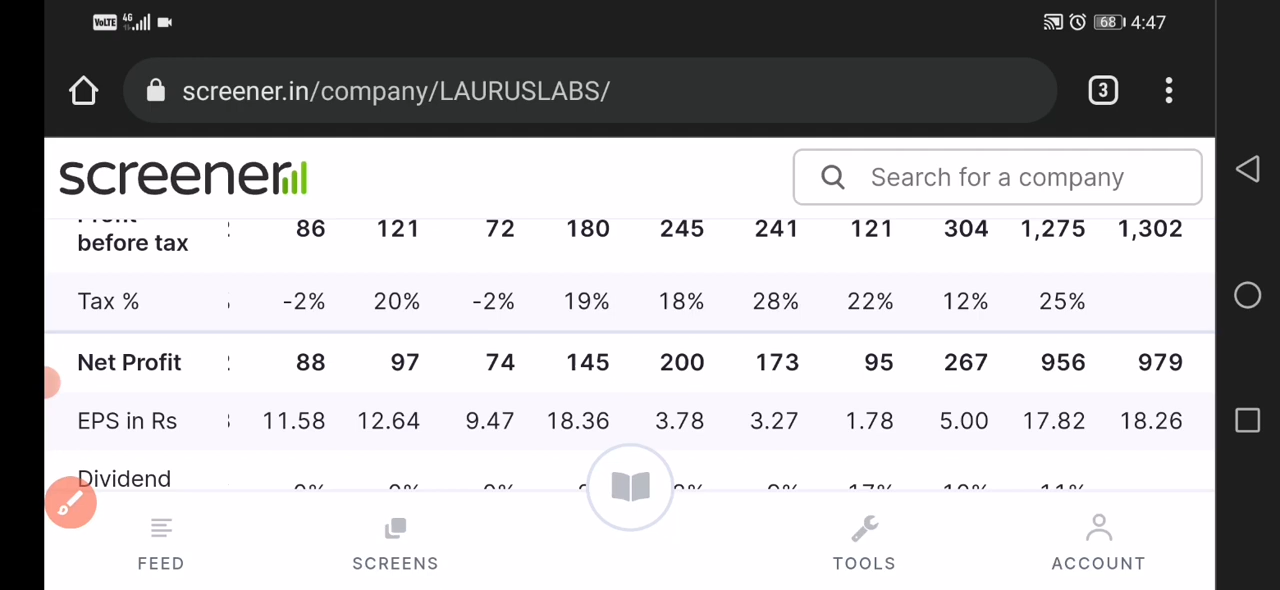 VoLTE 4G 68 4:47
screener.in/company/LAURUSLABS/ 3
screener Search for a company
before tax 86 121 72 180 245 241 121 304 1,275 1,302
Tax % -2% 20% -2% 19% 18% 28% 22% 12% 25%
Net Profit 88 97 74 145 200 173 95 267 956 979
EPS in Rs 11.58 12.64 9.47 18.36 3.78 3.27 1.78 5.00 17.82 18.26
Dividend
FEED SCREENS TOOLS ACCOUNT